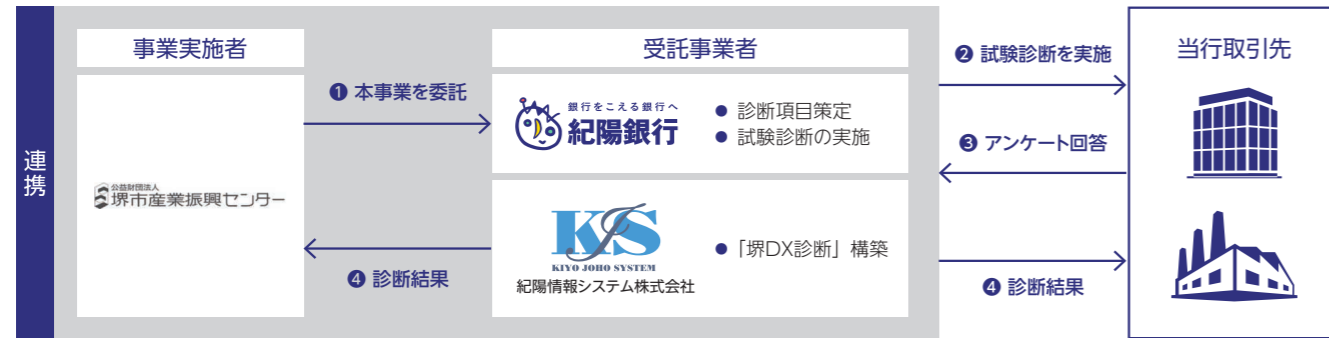 連携
事業実施者
公益財団法人
堺市産業振興センター
❶ 本事業を委託
❹ 診断結果
受託事業者
銀行をこえる銀行へ
紀陽銀行
● 診断項目策定
● 試験診断の実施
KJS
KIYO JOHO SYSTEM
紀陽情報システム株式会社
● 「堺DX診断」構築
❷ 試験診断を実施
❸ アンケート回答
❹ 診断結果
当行取引先